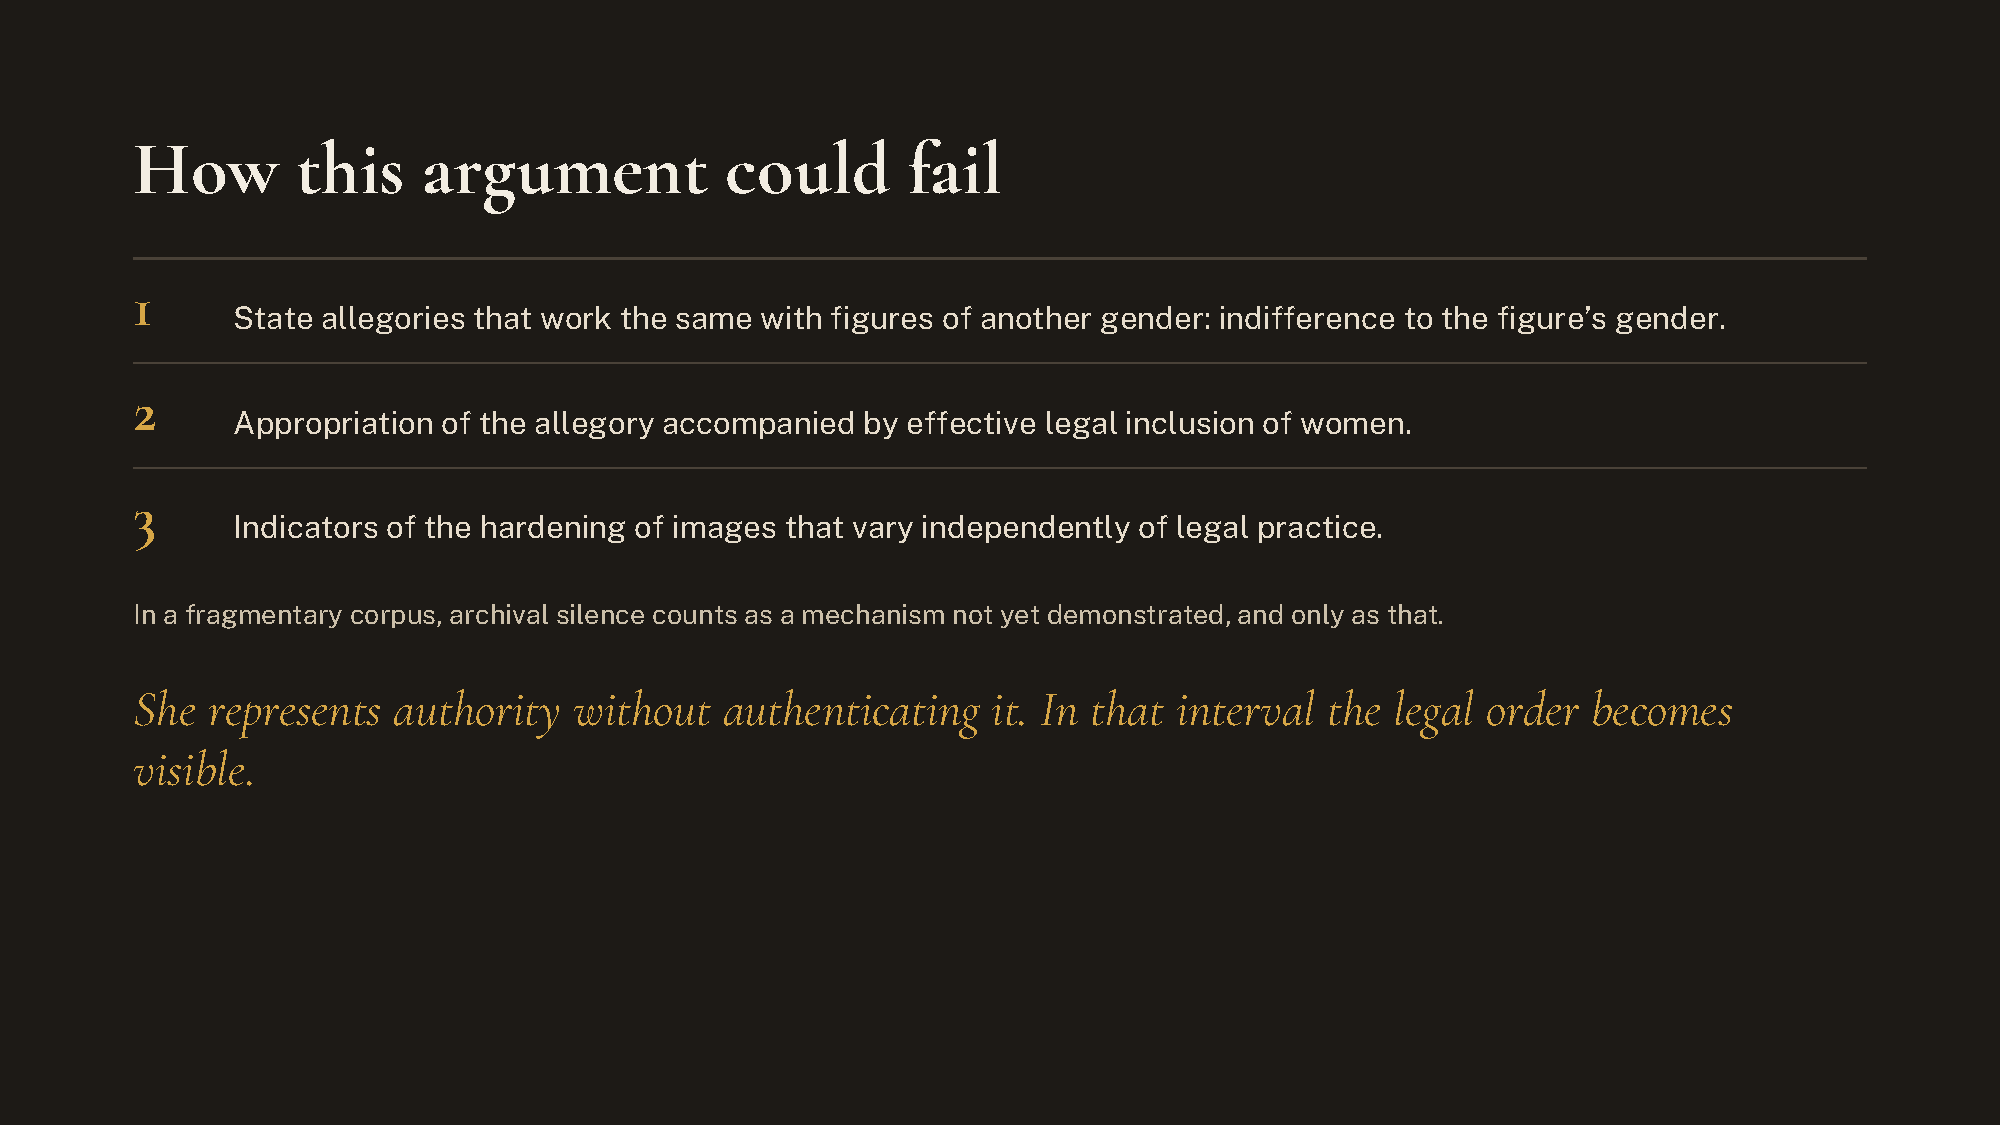 How this argument could fail
1 State allegories that work the same with figures of another gender: indifference to the figure’s gender.
2 Appropriation of the allegory accompanied by effective legal inclusion of women.
3 Indicators of the hardening of images that vary independently of legal practice.
In a fragmentary corpus, archival silence counts as a mechanism not yet demonstrated, and only as that.
She represents authority without authenticating it. In that interval the legal order becomes
visible.